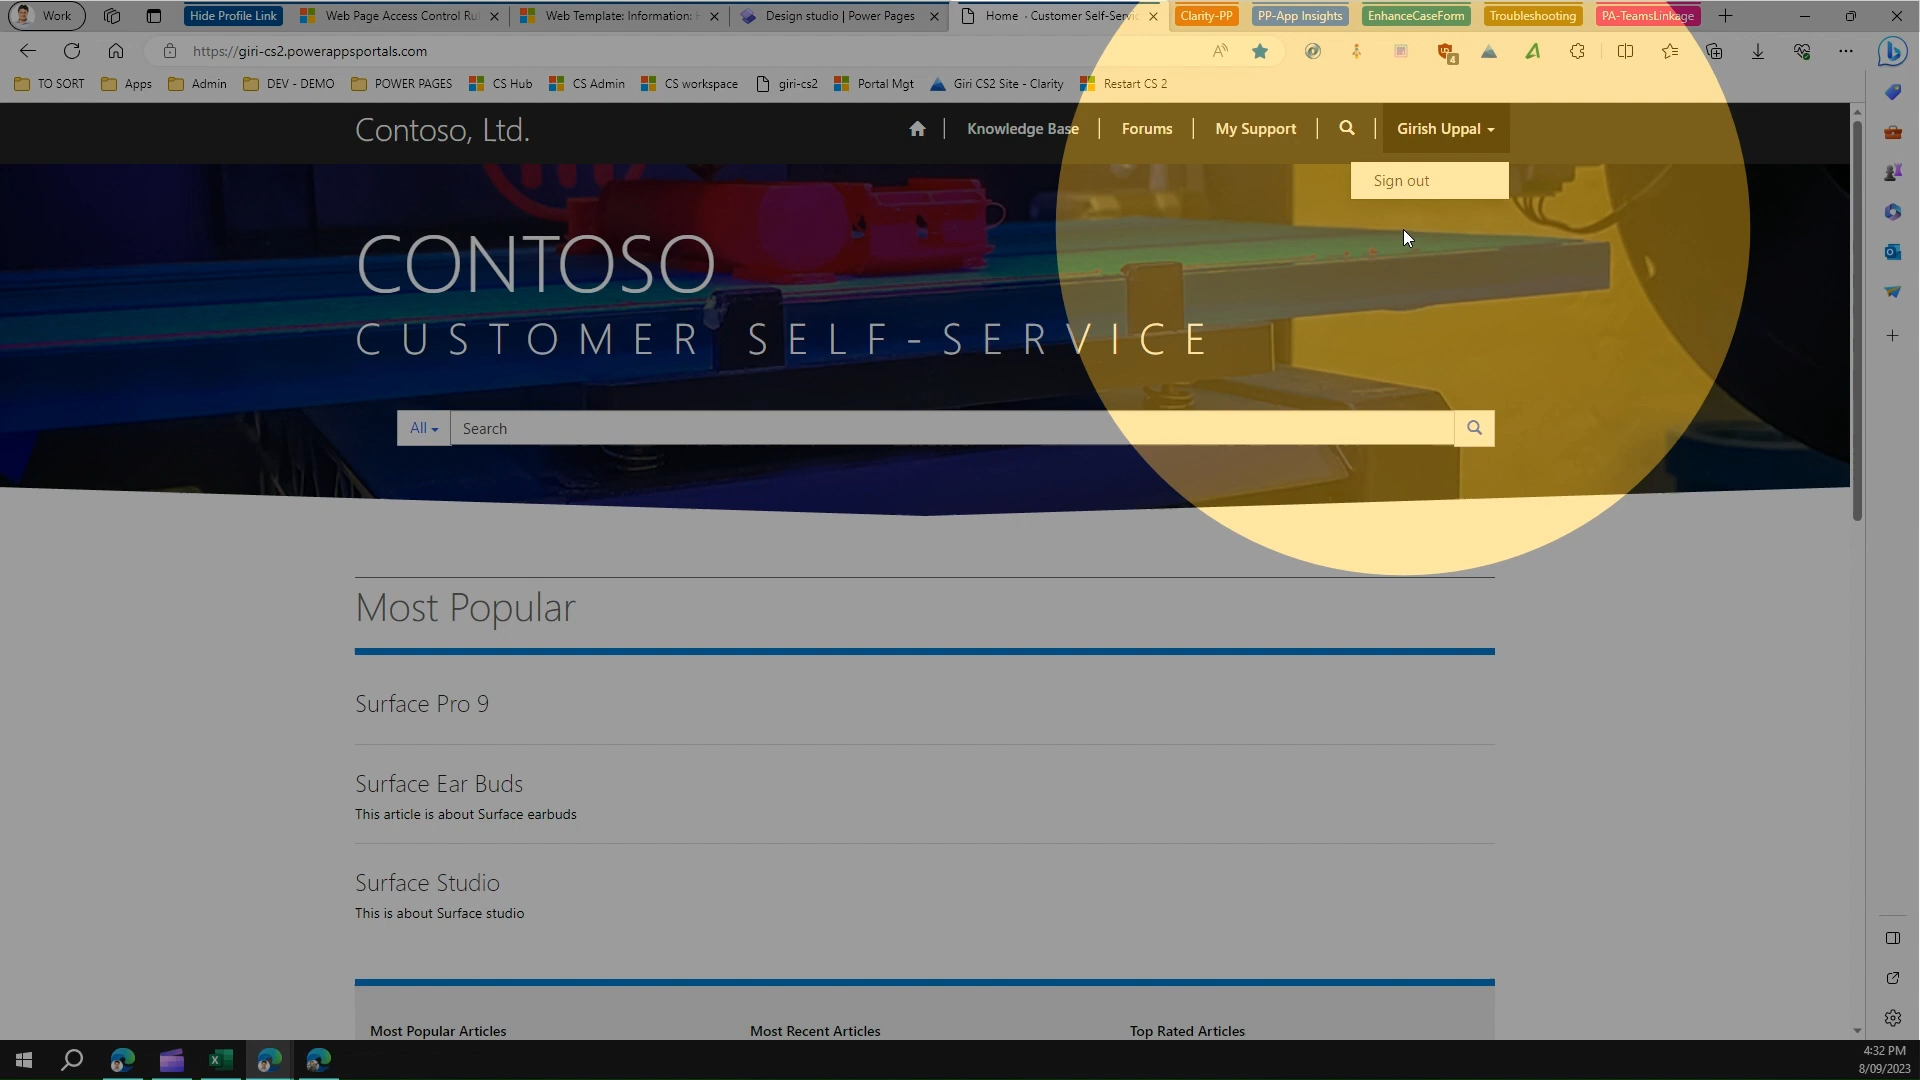 Work
Hide Profile Link
Web Page Access Control Ru
Web Template: Information:
Design studio | Power Pages
Home · Customer Self-Servic
Clarity-PP
PP-App Insights
EnhanceCaseForm
Troubleshooting
PA-TeamsLinkage
https://giri-cs2.powerappsportals.com
4
TO SORT
Apps
Admin
DEV - DEMO
POWER PAGES
CS Hub
CS Admin
CS workspace
giri-cs2
Portal Mgt
Giri CS2 Site - Clarity
Restart CS 2
Contoso, Ltd.
Knowledge Base
Forums
My Support
Girish Uppal
Sign out
CONTOSO
CUSTOMER SELF-SERVICE
All
Search
Most Popular
Surface Pro 9
Surface Ear Buds
This article is about Surface earbuds
Surface Studio
This is about Surface studio
Most Popular Articles
Most Recent Articles
Top Rated Articles
4:32 PM
8/09/2023